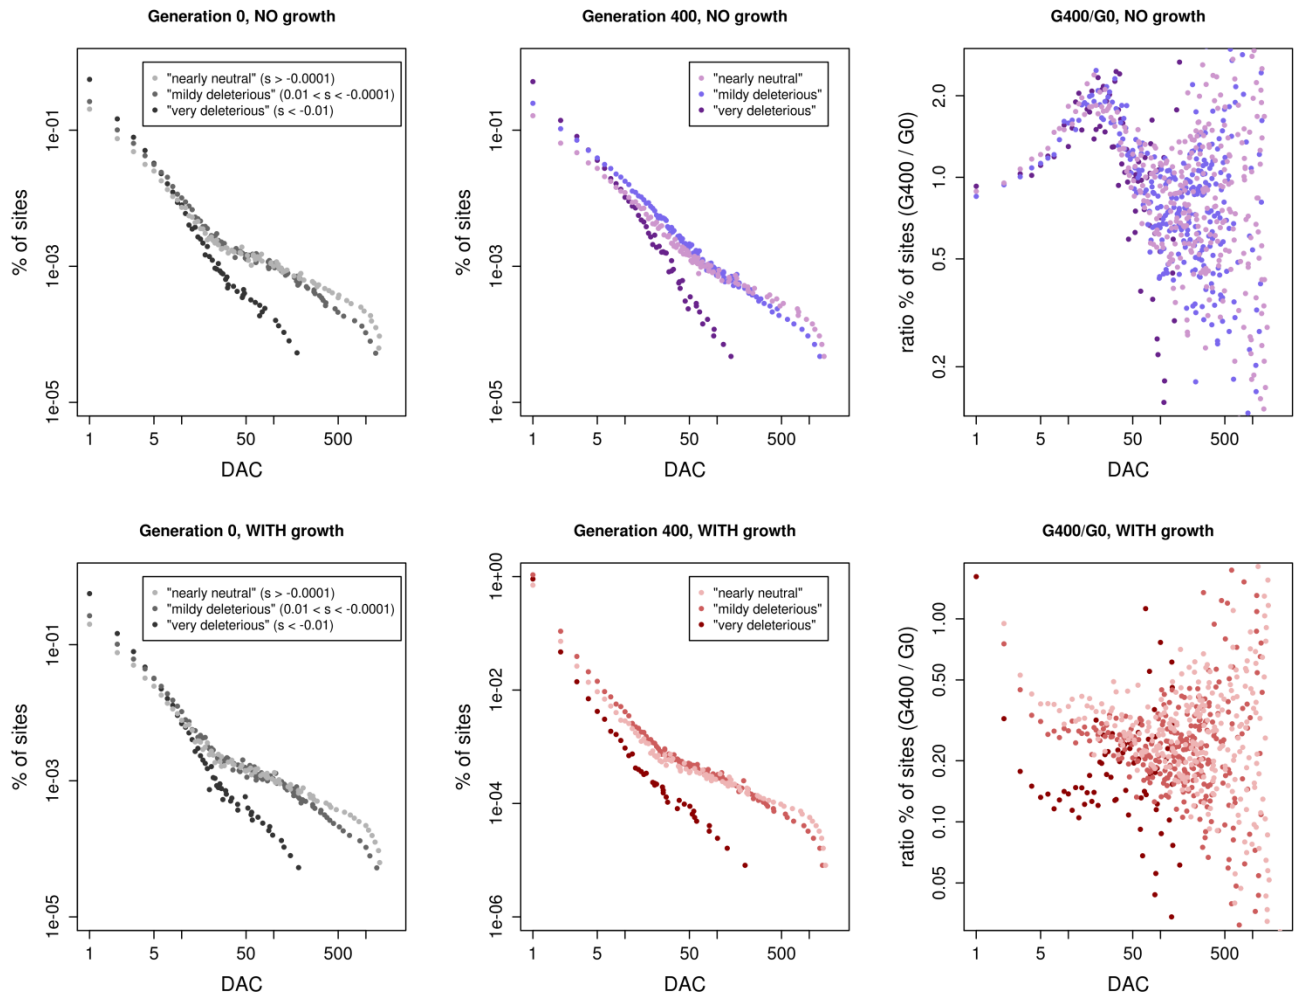 Generation 0, NO growth
% of sites
1e-01
1e-03
1e-05
"nearly neutral" (s > -0.0001)
"mildy deleterious" (0.01 < s < -0.0001)
"very deleterious" (s < -0.01)
1 5 50 500
DAC
Generation 400, NO growth
% of sites
1e-01
1e-03
1e-05
"nearly neutral"
"mildy deleterious"
"very deleterious"
1 5 50 500
DAC
G400/G0, NO growth
ratio % of sites (G400 / G0)
2.0
1.0
0.5
0.2
1 5 50 500
DAC
Generation 0, WITH growth
% of sites
1e-01
1e-03
1e-05
"nearly neutral" (s > -0.0001)
"mildy deleterious" (0.01 < s < -0.0001)
"very deleterious" (s < -0.01)
1 5 50 500
DAC
Generation 400, WITH growth
% of sites
1e+00
1e-02
1e-04
1e-06
"nearly neutral"
"mildy deleterious"
"very deleterious"
1 5 50 500
DAC
G400/G0, WITH growth
ratio % of sites (G400 / G0)
1.00
0.50
0.20
0.10
0.05
1 5 50 500
DAC